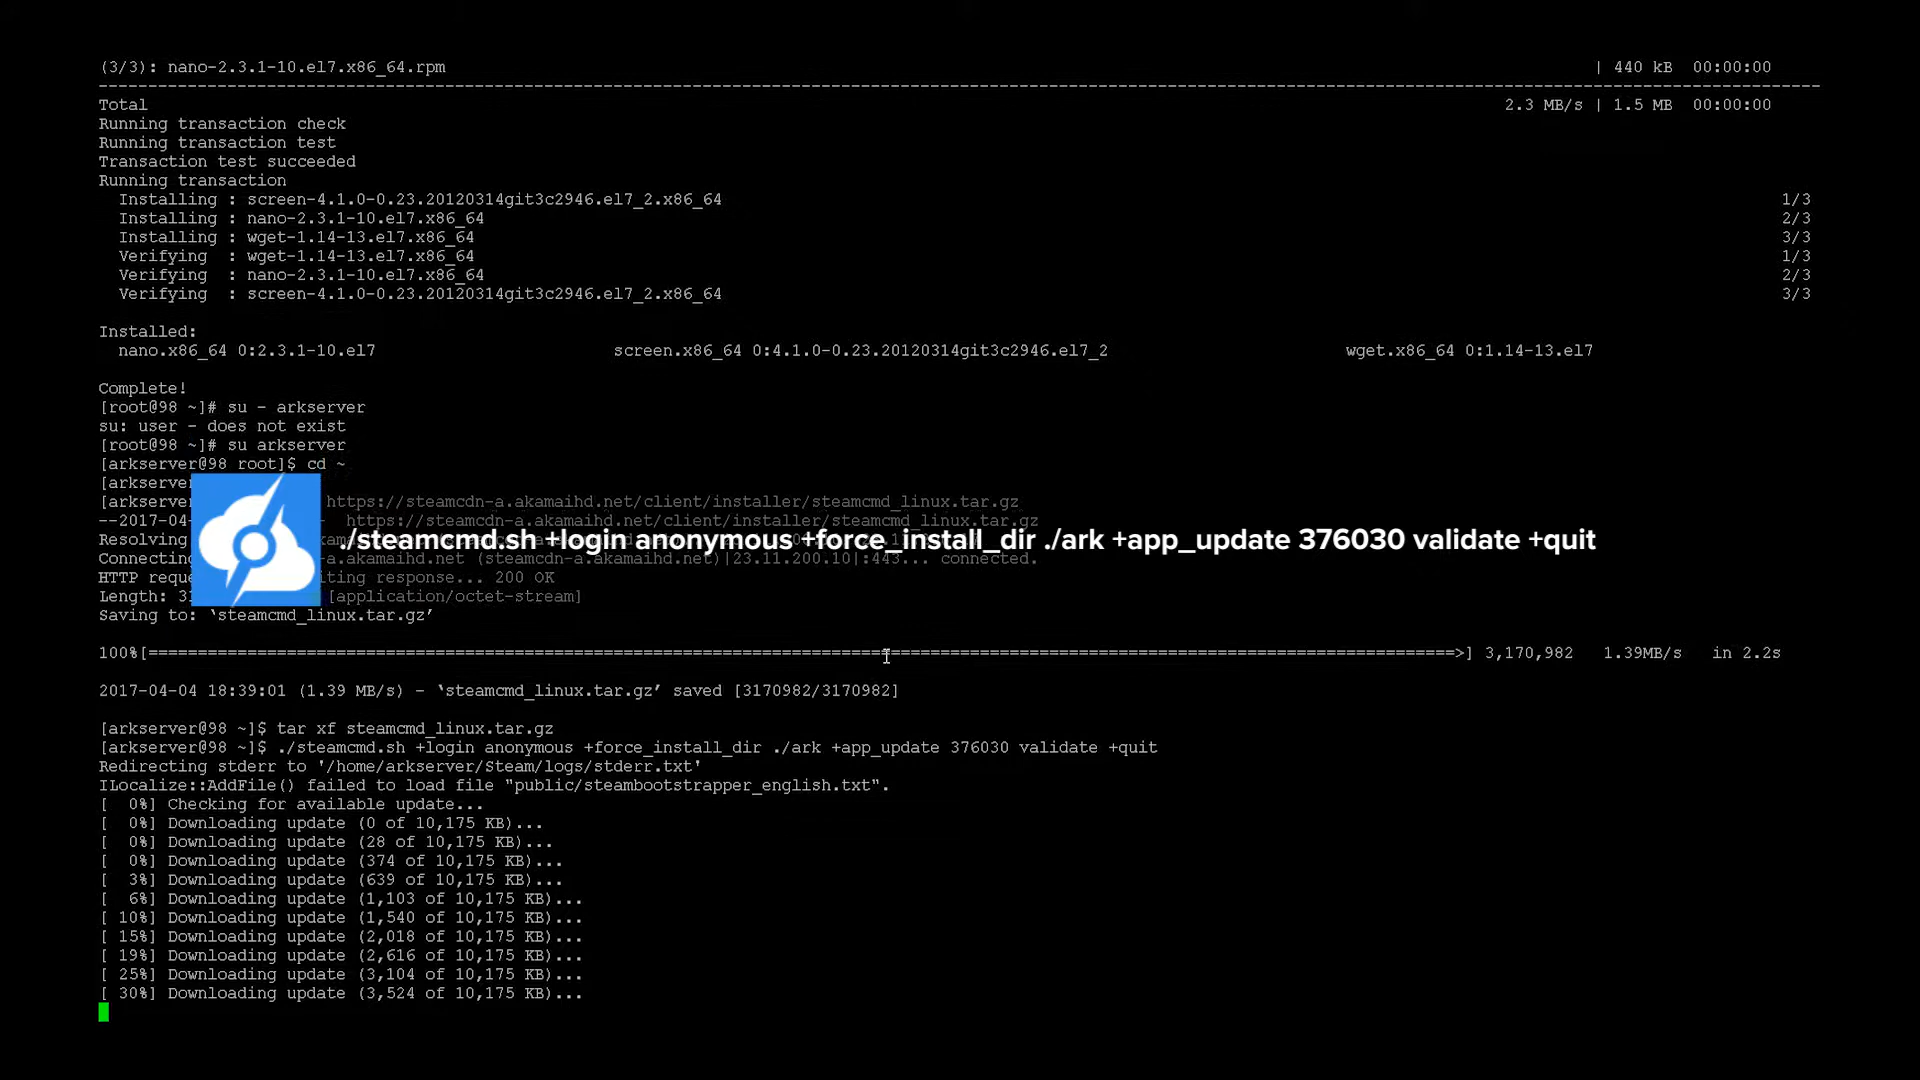 (3/3): nano-2.3.1-10.el7.x86_64.rpm | 440 kB 00:00:00
--------------------------------------------------------------------------------------------------------------------------------------------------------------------------------
Total 2.3 MB/s | 1.5 MB 00:00:00
Running transaction check
Running transaction test
Transaction test succeeded
Running transaction
Installing : screen-4.1.0-0.23.20120314git3c2946.el7_2.x86_64 1/3
Installing : nano-2.3.1-10.el7.x86_64 2/3
Installing : wget-1.14-13.el7.x86_64 3/3
Verifying : wget-1.14-13.el7.x86_64 1/3
Verifying : nano-2.3.1-10.el7.x86_64 2/3
Verifying : screen-4.1.0-0.23.20120314git3c2946.el7_2.x86_64 3/3
Installed:
nano.x86_64 0:2.3.1-10.el7 screen.x86_64 0:4.1.0-0.23.20120314git3c2946.el7_2 wget.x86_64 0:1.14-13.el7
Complete!
[root@98 ~]# su - arkserver
su: user - does not exist
[root@98 ~]# su arkserver
[arkserver@98 root]$ cd ~
[arkserver
[arkserver https://steamcdn-a.akamaihd.net/client/installer/steamcmd_linux.tar.gz
--2017-04- https://steamcdn-a.akamaihd.net/client/installer/steamcmd_linux.tar.gz
Resolving
./steamcmd.sh +login anonymous +force_install_dir ./ark +app_update 376030 validate +quit
Connecting -a.akamaihd.net (steamcdn-a.akamaihd.net)|23.11.200.10|:443... connected.
HTTP response... 200 OK
Length: [application/octet-stream]
Saving to: ‘steamcmd_linux.tar.gz’
100%[=====================================================================================================================================>] 3,170,982 1.39MB/s in 2.2s
2017-04-04 18:39:01 (1.39 MB/s) - ‘steamcmd_linux.tar.gz’ saved [3170982/3170982]
[arkserver@98 ~]$ tar xf steamcmd_linux.tar.gz
[arkserver@98 ~]$ ./steamcmd.sh +login anonymous +force_install_dir ./ark +app_update 376030 validate +quit
Redirecting stderr to '/home/arkserver/Steam/logs/stderr.txt'
ILocalize::AddFile() failed to load file "public/steambootstrapper_english.txt".
[ 0%] Checking for available update...
[ 0%] Downloading update (0 of 10,175 KB)...
[ 0%] Downloading update (28 of 10,175 KB)...
[ 0%] Downloading update (374 of 10,175 KB)...
[ 3%] Downloading update (639 of 10,175 KB)...
[ 6%] Downloading update (1,103 of 10,175 KB)...
[ 10%] Downloading update (1,540 of 10,175 KB)...
[ 15%] Downloading update (2,018 of 10,175 KB)...
[ 19%] Downloading update (2,616 of 10,175 KB)...
[ 25%] Downloading update (3,104 of 10,175 KB)...
[ 30%] Downloading update (3,524 of 10,175 KB)...